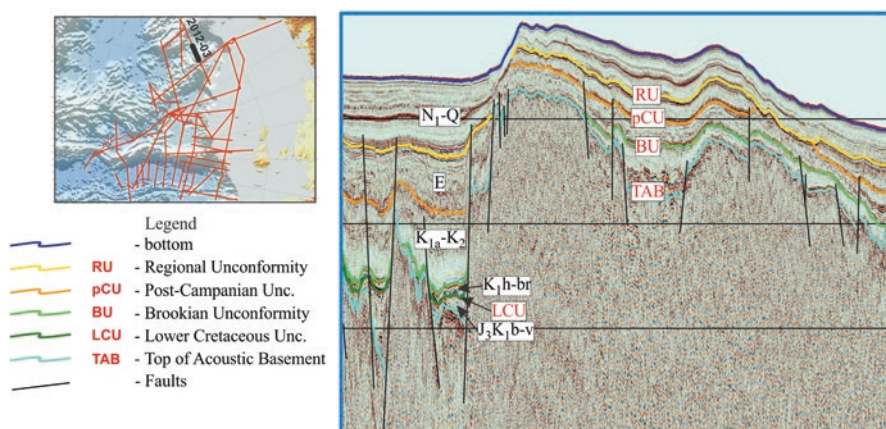 2012-03
Legend
- bottom
RU - Regional Unconformity
pCU - Post-Campanian Unc.
BU - Brookian Unconformity
LCU - Lower Cretaceous Unc.
TAB - Top of Acoustic Basement
- Faults
RU
N₁-Q
pCU
BU
E
TAB
K₁ₐ-K₂
K₁h-br
LCU
J₃K₁b-v